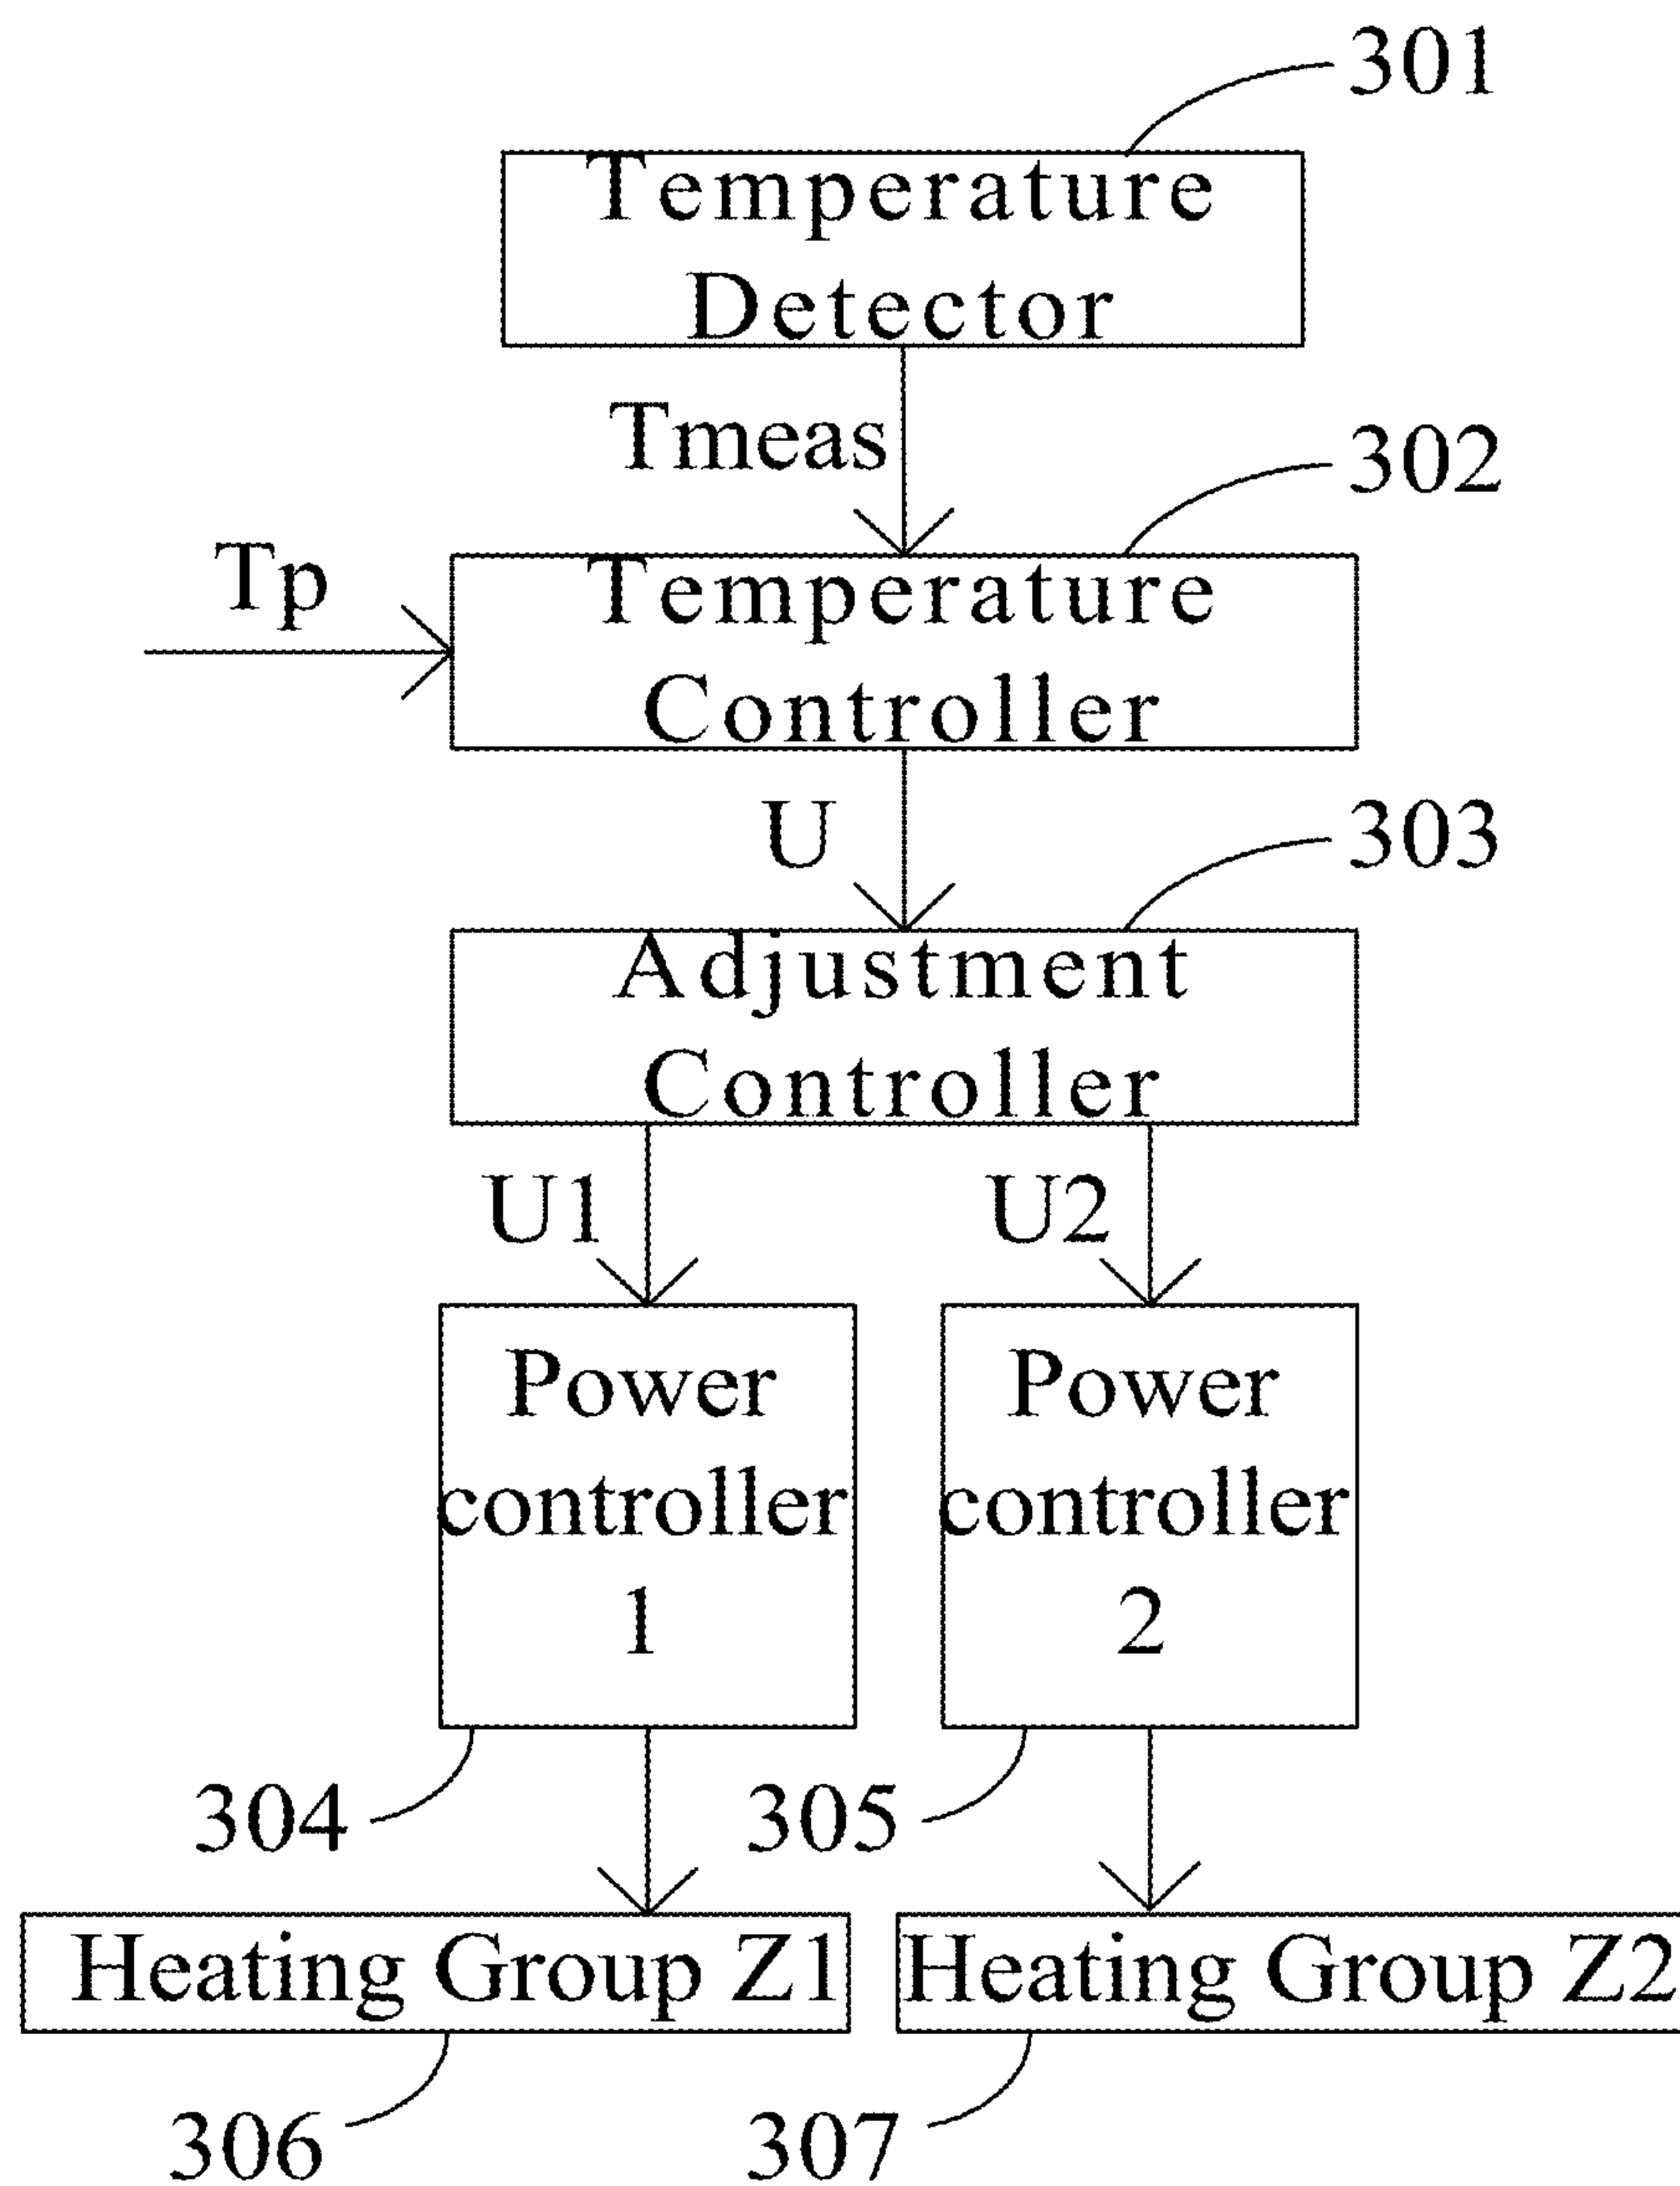 301
Temperature
Detector
Tmeas
302
Tp
Temperature
Controller
U
303
Adjustment
Controller
U1
U2
Power
controller
1
Power
controller
2
304
305
Heating Group Z1
Heating Group Z2
306
307